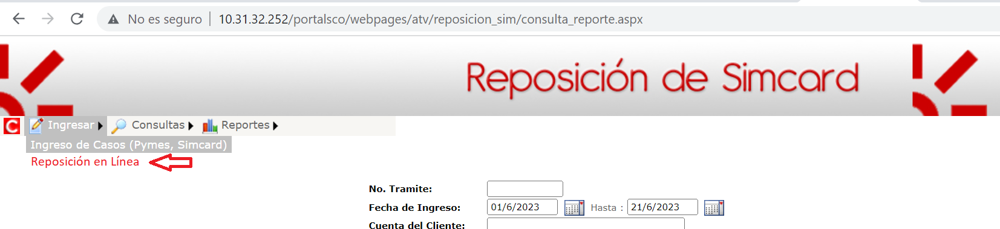 No es seguro | 10.31.32.252/portalsco/webpages/atv/reposicion_sim/consulta_reporte.aspx
Reposición de Simcard
C Ingresar Consultas Reportes
Ingreso de Casos (Pymes, Simcard)
Reposición en Línea
No. Tramite:
Fecha de Ingreso: 01/6/2023 Hasta : 21/6/2023
Cuenta del Cliente: